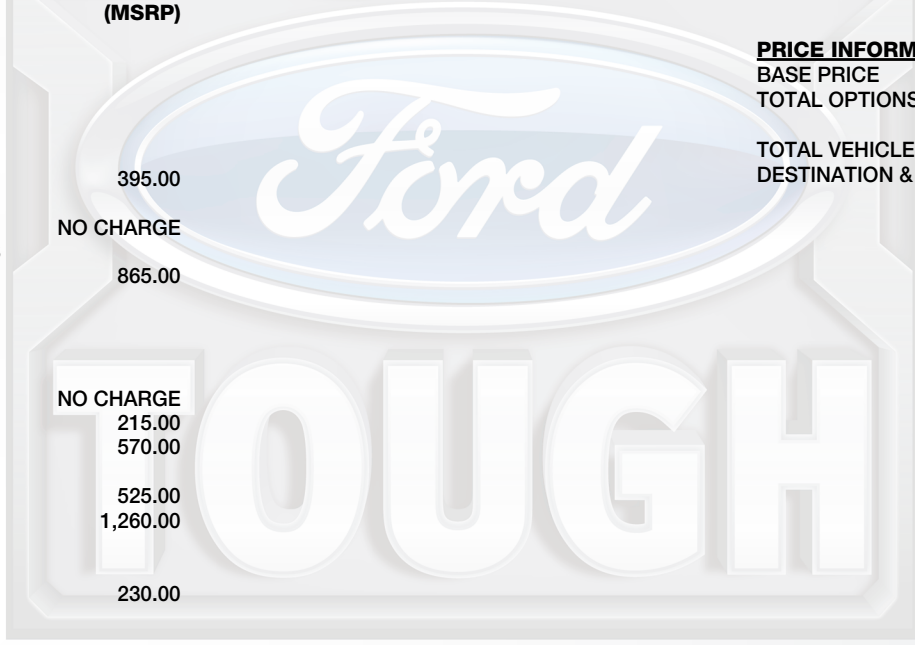 (MSRP)
395.00
NO CHARGE
865.00
NO CHARGE
215.00
570.00
525.00
1,260.00
230.00
PRICE INFORM
BASE PRICE
TOTAL OPTIONS
TOTAL VEHICLE
DESTINATION &
Ford
TOUGH